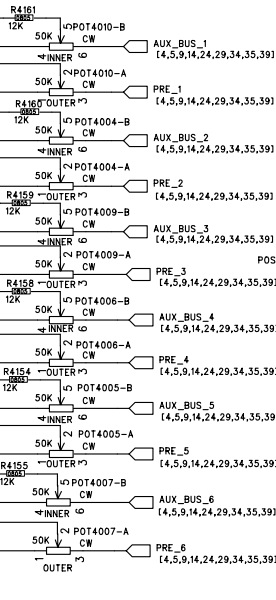 R4161
0805
12K
5 POT4010-B
50K CW
AUX_BUS_1
4 INNER 6
[4,5,9,14,24,29,34,35,39]
2 POT4010-A
50K CW
PRE_1
1 OUTER 3
[4,5,9,14,24,29,34,35,39]
R4160
0805
12K
5 POT4004-B
50K CW
AUX_BUS_2
4 INNER 6
[4,5,9,14,24,29,34,35,39]
2 POT4004-A
50K CW
PRE_2
1 OUTER 3
[4,5,9,14,24,29,34,35,39]
R4159
0805
12K
5 POT4009-B
50K CW
AUX_BUS_3
4 INNER 6
[4,5,9,14,24,29,34,35,39]
2 POT4009-A
POS
50K CW
PRE_3
1 OUTER 3
[4,5,9,14,24,29,34,35,39]
R4158
0805
12K
5 POT4006-B
50K CW
AUX_BUS_4
4 INNER 6
[4,5,9,14,24,29,34,35,39]
2 POT4006-A
50K CW
PRE_4
1 OUTER 3
[4,5,9,14,24,29,34,35,39]
R4154
0805
12K
5 POT4005-B
50K CW
AUX_BUS_5
4 INNER 6
[4,5,9,14,24,29,34,35,39
2 POT4005-A
50K CW
PRE_5
1 OUTER 3
[4,5,9,14,24,29,34,35,39]
R4155
0805
12K
5 POT4007-B
50K CW
AUX_BUS_6
4 INNER 6
[4,5,9,14,24,29,34,35,39]
2 POT4007-A
50K CW
PRE_6
1 OUTER 3
[4,5,9,14,24,29,34,35,39]